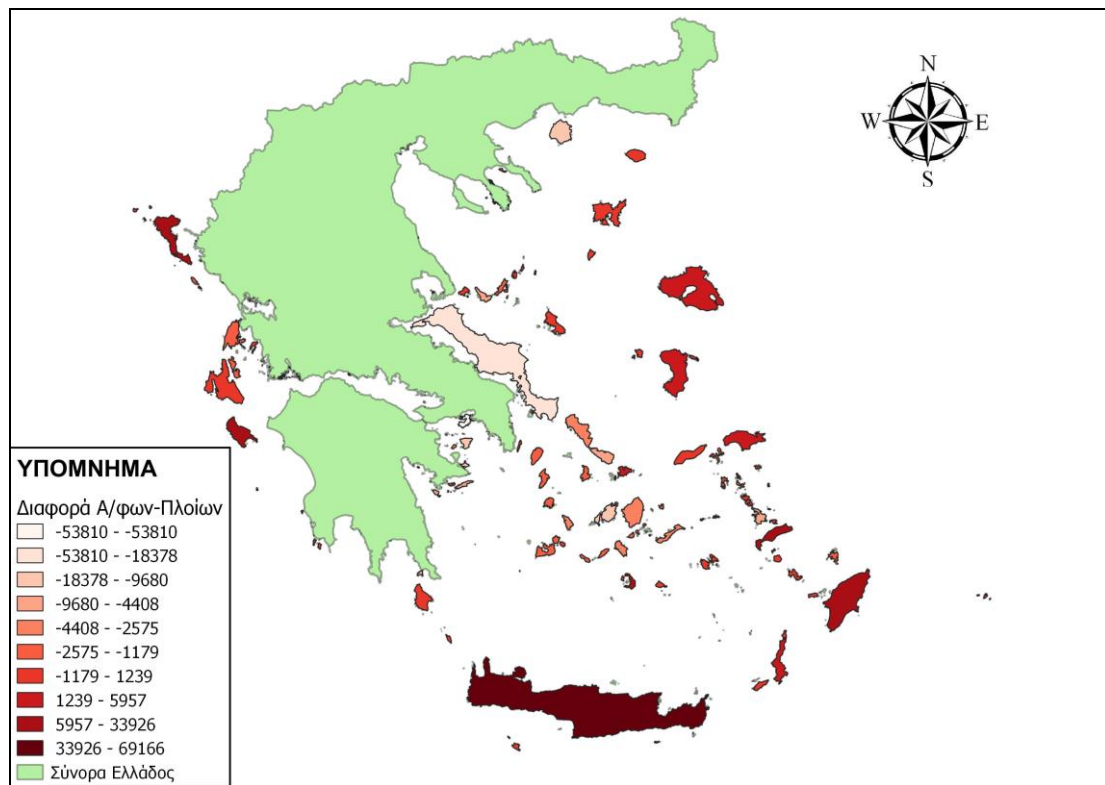 N
W E
S
ΥΠΟΜΝΗΜΑ
Διαφορά Α/φων-Πλοίων
-53810 - -53810
-53810 - -18378
-18378 - -9680
-9680 - -4408
-4408 - -2575
-2575 - -1179
-1179 - 1239
1239 - 5957
5957 - 33926
33926 - 69166
Σύνορα Ελλάδος